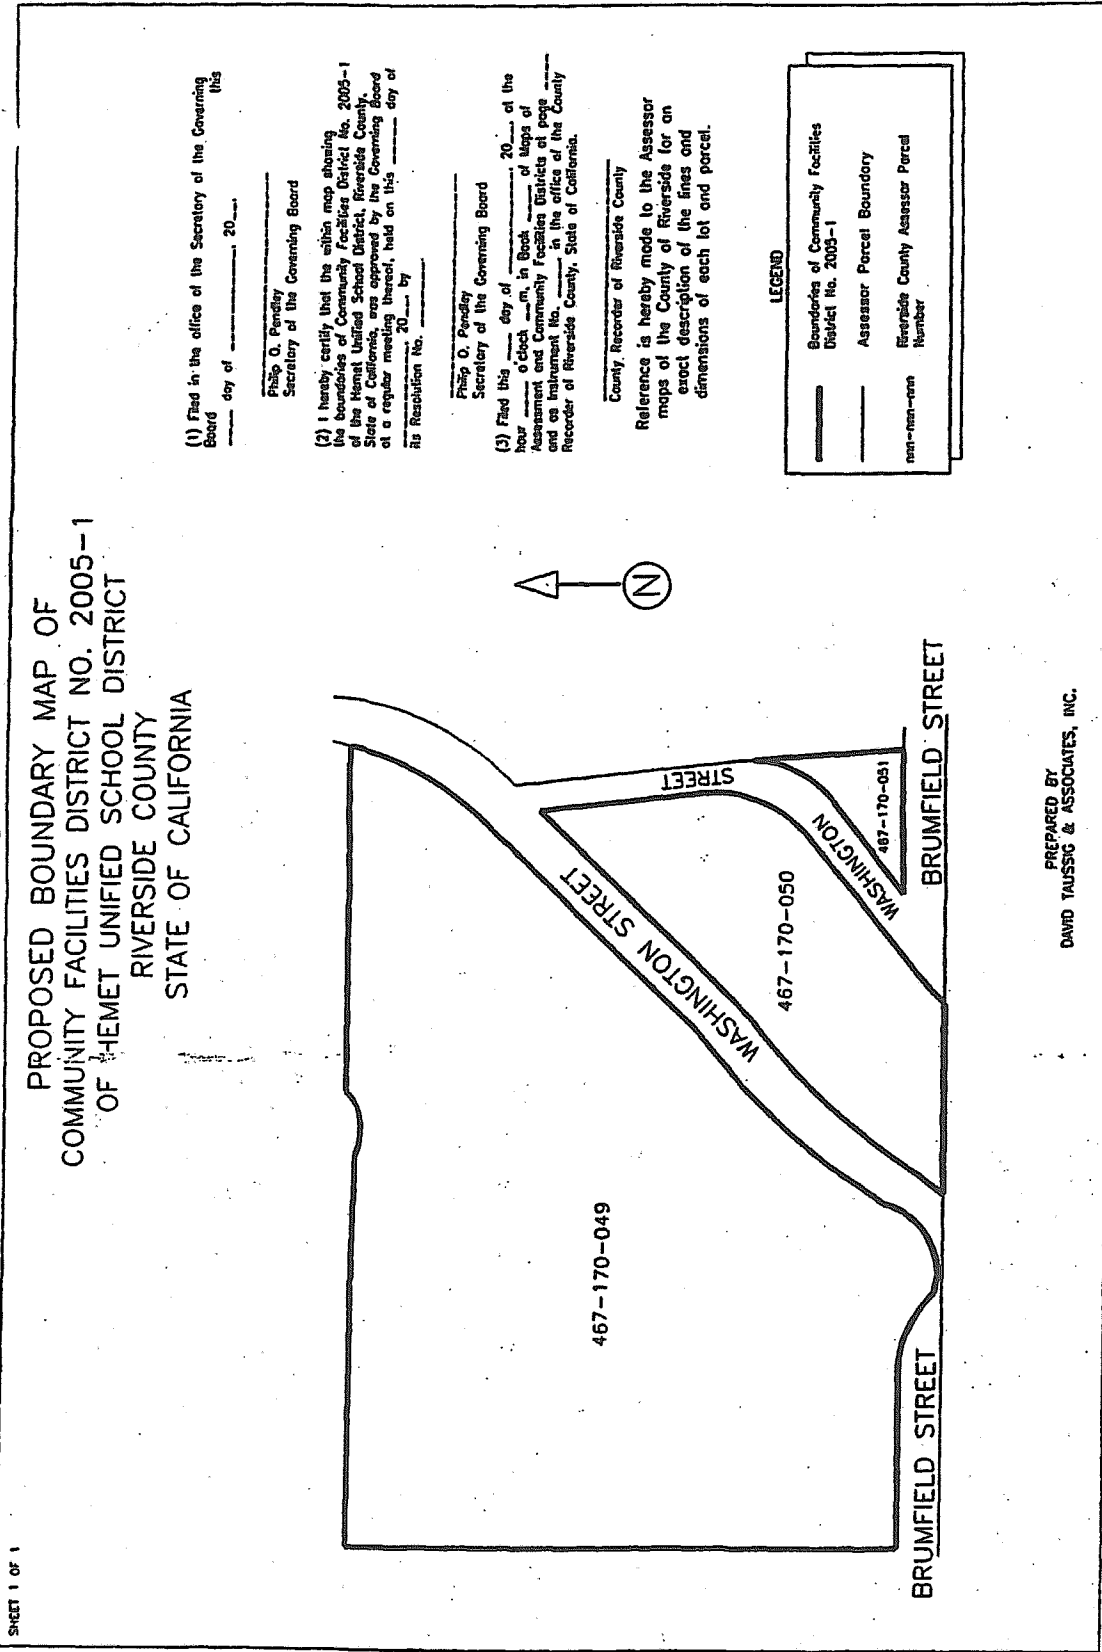 SHEET 1 OF 1
PROPOSED BOUNDARY MAP OF
COMMUNITY FACILITIES DISTRICT NO. 2005-1
OF HEMET UNIFIED SCHOOL DISTRICT
RIVERSIDE COUNTY
STATE OF CALIFORNIA
(1) Filed in the office of the Secretary of the Governing
Board this
____ day of __________, 20__.
Philip O. Pendley
Secretary of the Governing Board
(2) I hereby certify that the within map showing
the boundaries of Community Facilities District No. 2005-1
of the Hemet Unified School District, Riverside County,
State of California, was approved by the Governing Board
at a regular meeting thereof, held on this ____ day of
________, 20__ by
its Resolution No. ______.
Philip O. Pendley
Secretary of the Governing Board
(3) Filed this ____ day of __________, 20__, at the
hour ____ o'clock __m, in Book ____ of Maps of
Assessment and Community Facilities Districts at page ____
and as Instrument No. ____ in the office of the County
Recorder of Riverside County, State of California.
County Recorder of Riverside County
Reference is hereby made to the Assessor
maps of the County of Riverside for an
exact description of the lines and
dimensions of each lot and parcel.
LEGEND
Boundaries of Community Facilities
District No. 2005-1
Assessor Parcel Boundary
nnn-nnn-nnn Riverside County Assessor Parcel
Number
N
467-170-049
WASHINGTON STREET
467-170-050
STREET
WASHINGTON
467-170-051
BRUMFIELD STREET
BRUMFIELD STREET
PREPARED BY
DAVID TAUSSIG & ASSOCIATES, INC.